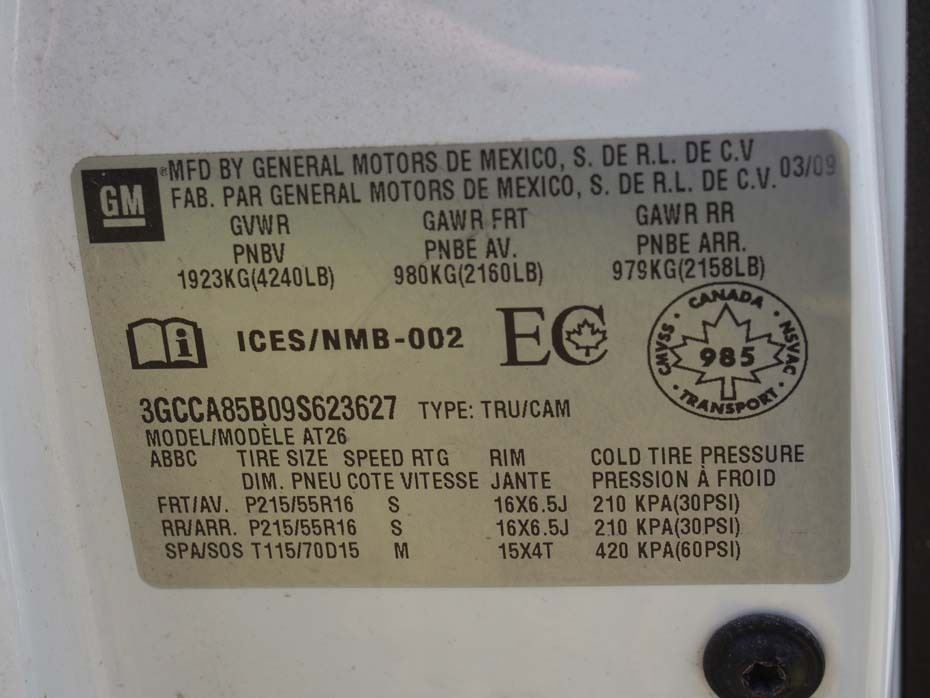 GM
®MFD BY GENERAL MOTORS DE MEXICO, S. DE R.L. DE C.V 03/09
FAB. PAR GENERAL MOTORS DE MEXICO, S. DE R.L. DE C.V.
GVWR GAWR FRT GAWR RR
PNBV PNBE AV. PNBE ARR.
1923KG(4240LB) 980KG(2160LB) 979KG(2158LB)
i ICES/NMB-002 EC
CANADA
CMVSS 985 NSVAC
TRANSPORT
3GCCA85B09S623627 TYPE: TRU/CAM
MODEL/MODÈLE AT26
ABBC TIRE SIZE SPEED RTG RIM COLD TIRE PRESSURE
DIM. PNEU COTE VITESSE JANTE PRESSION À FROID
FRT/AV. P215/55R16 S 16X6.5J 210 KPA(30PSI)
RR/ARR. P215/55R16 S 16X6.5J 210 KPA(30PSI)
SPA/SOS T115/70D15 M 15X4T 420 KPA(60PSI)